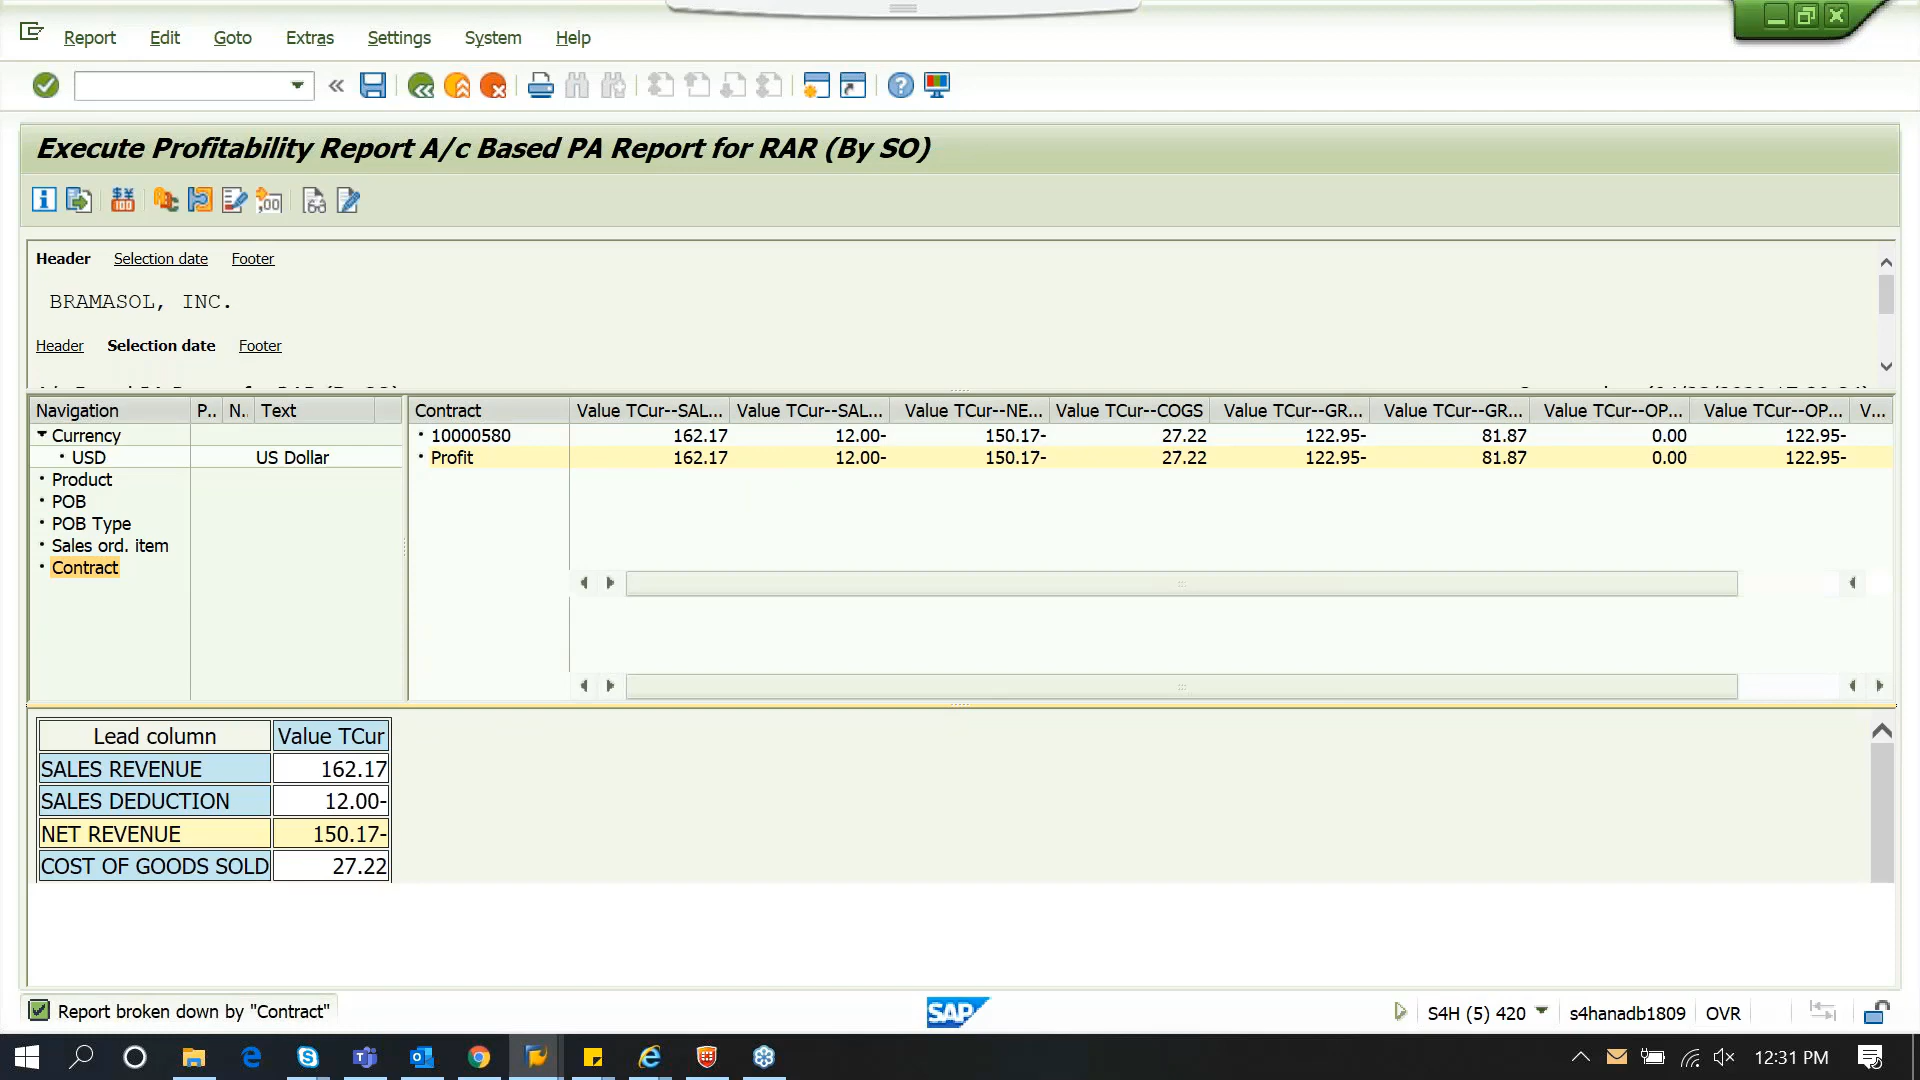 Report Edit Goto Extras Settings System Help
Execute Profitability Report A/c Based PA Report for RAR (By SO)
Header Selection date Footer
BRAMASOL, INC.
Header Selection date Footer
Navigation P.. N.. Text Contract Value TCur--SAL... Value TCur--SAL... Value TCur--NE... Value TCur--COGS Value TCur--GR... Value TCur--GR... Value TCur--OP... Value TCur--OP... V...
Currency 10000580 162.17 12.00- 150.17- 27.22 122.95- 81.87 0.00 122.95-
USD US Dollar Profit 162.17 12.00- 150.17- 27.22 122.95- 81.87 0.00 122.95-
Product
POB
POB Type
Sales ord. item
Contract
Lead column Value TCur
SALES REVENUE 162.17
SALES DEDUCTION 12.00-
NET REVENUE 150.17-
COST OF GOODS SOLD 27.22
Report broken down by "Contract" SAP S4H (5) 420 s4hanadb1809 OVR
12:31 PM